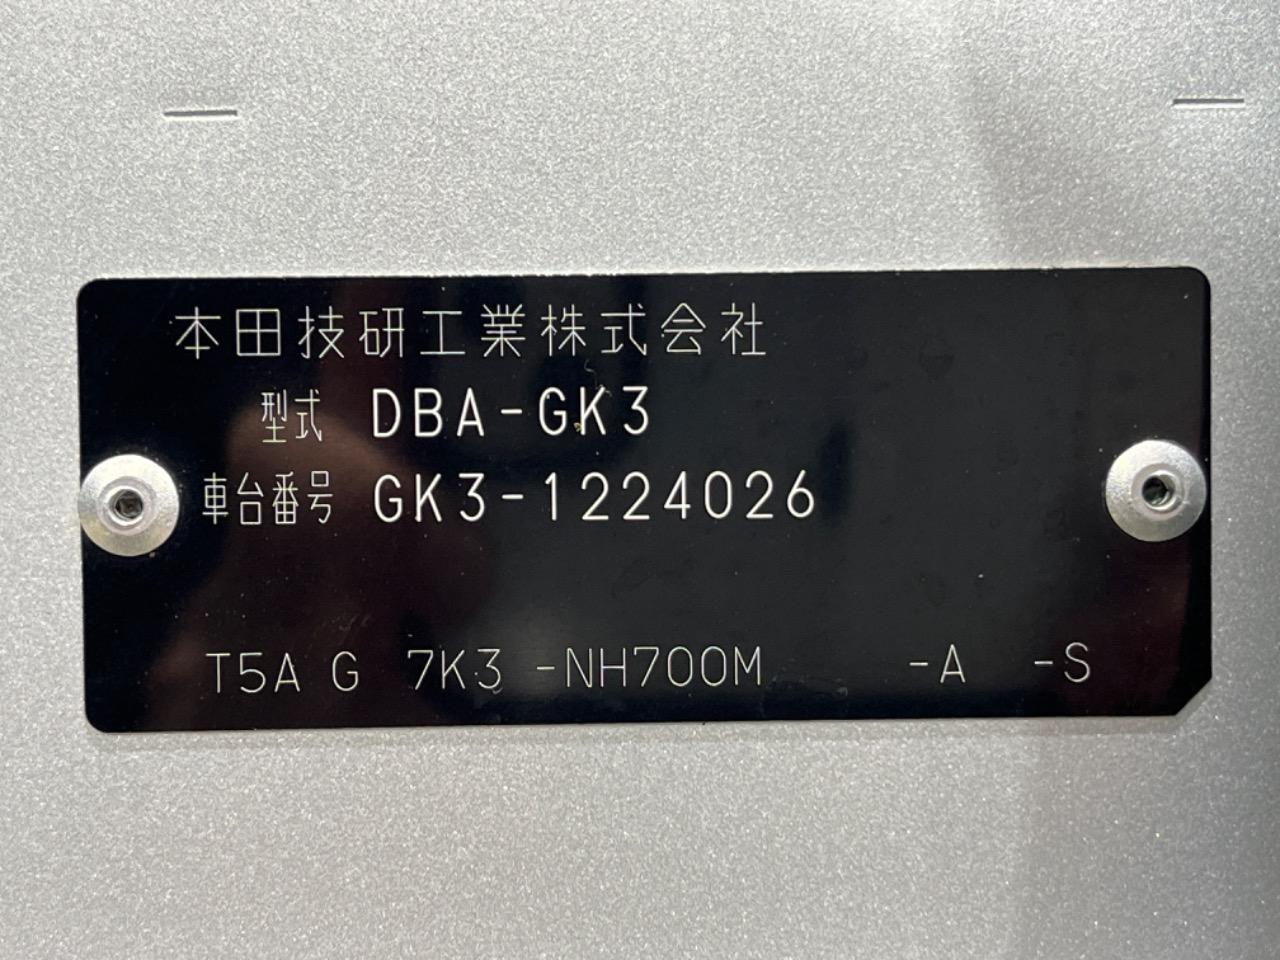 本田技研工業株式会社
型式 DBA-GK3
車台番号 GK3-1224026
T5A G 7K3 -NH700M -A -S